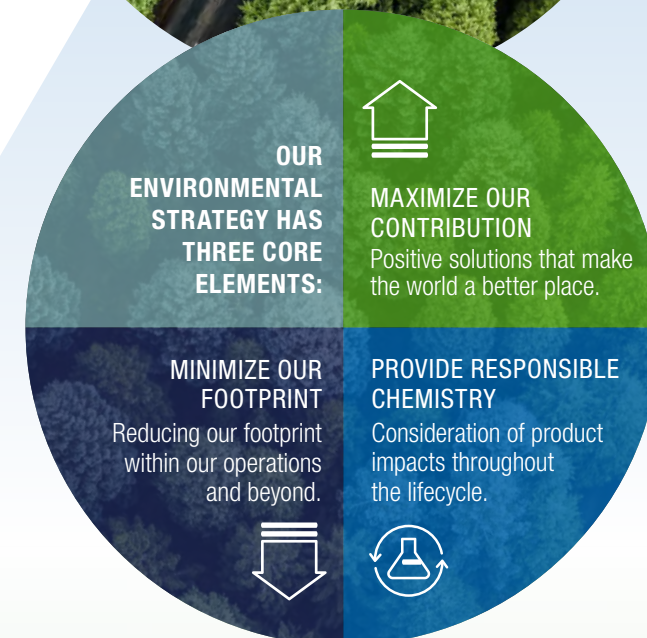 OUR
ENVIRONMENTAL
STRATEGY HAS
THREE CORE
ELEMENTS:
MAXIMIZE OUR
CONTRIBUTION
Positive solutions that make
the world a better place.
MINIMIZE OUR
FOOTPRINT
Reducing our footprint
within our operations
and beyond.
PROVIDE RESPONSIBLE
CHEMISTRY
Consideration of product
impacts throughout
the lifecycle.